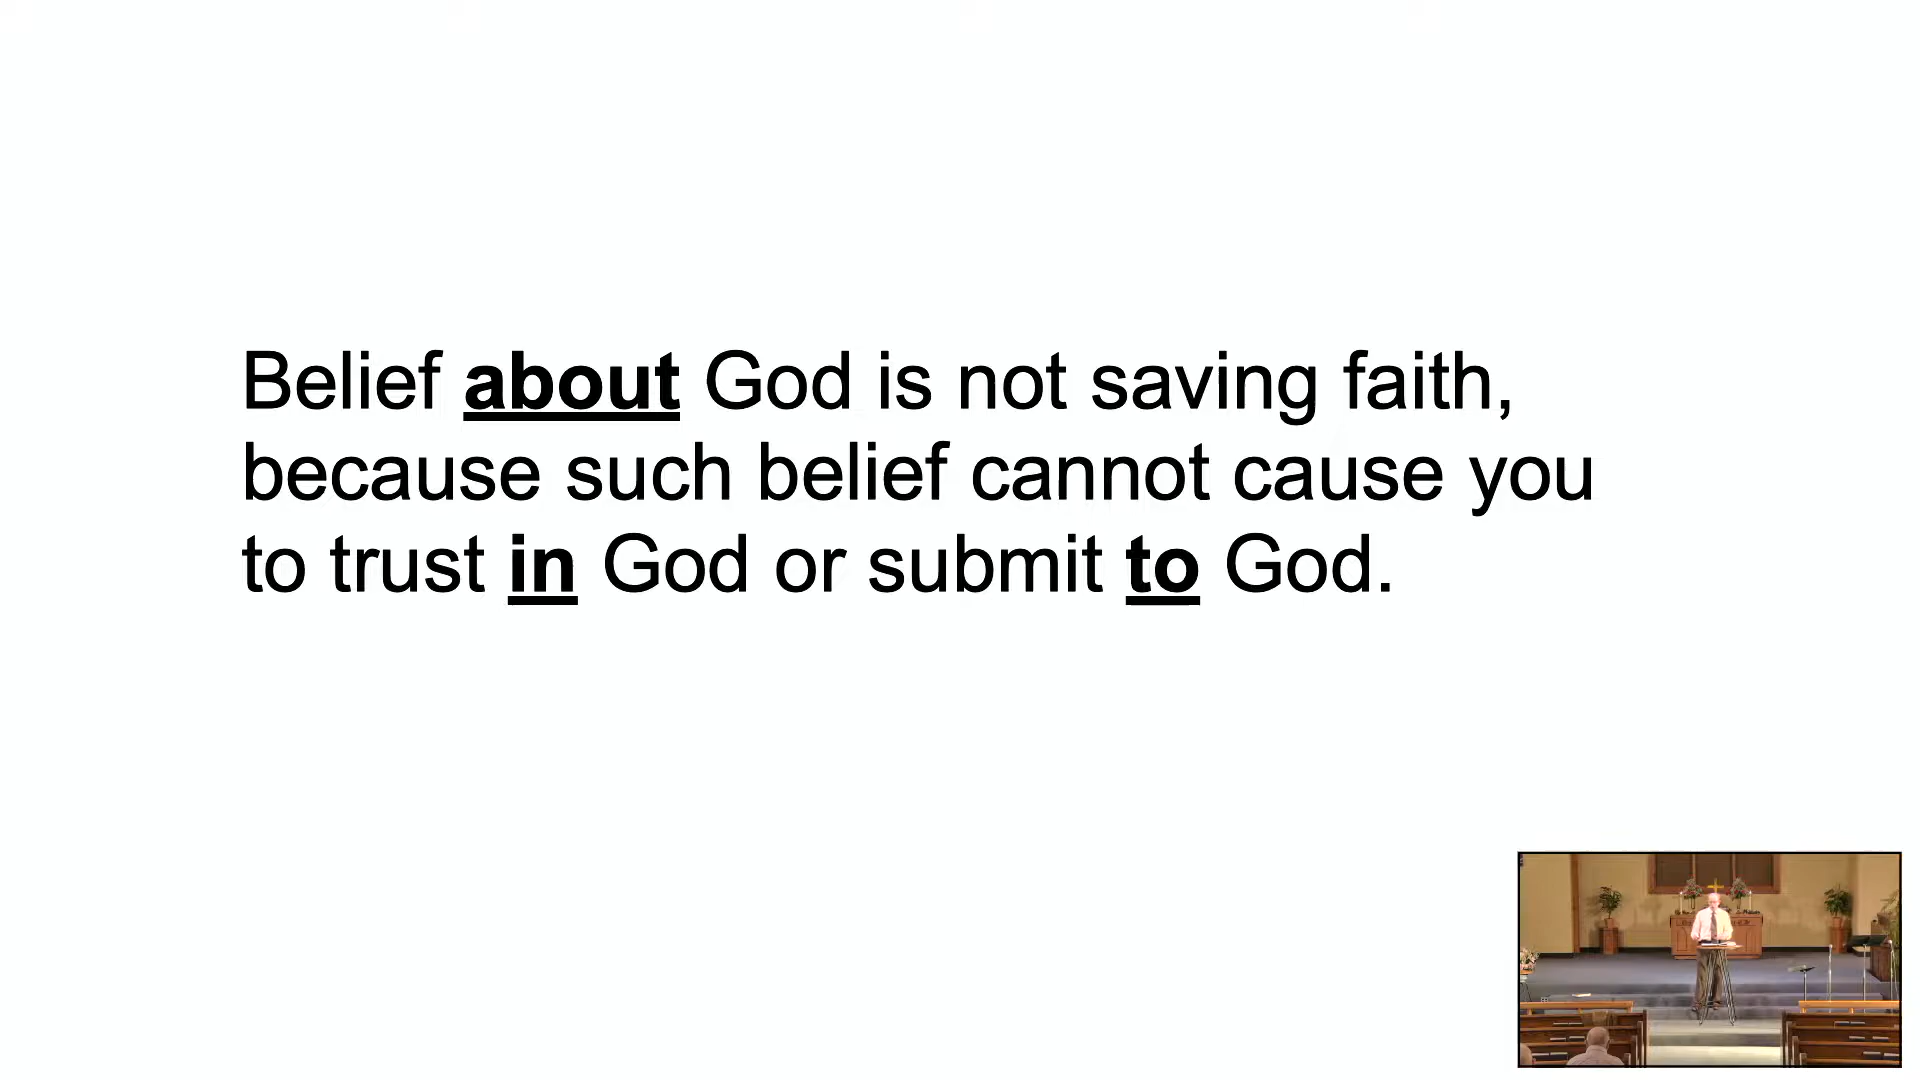 Belief about God is not saving faith,
because such belief cannot cause you
to trust in God or submit to God.